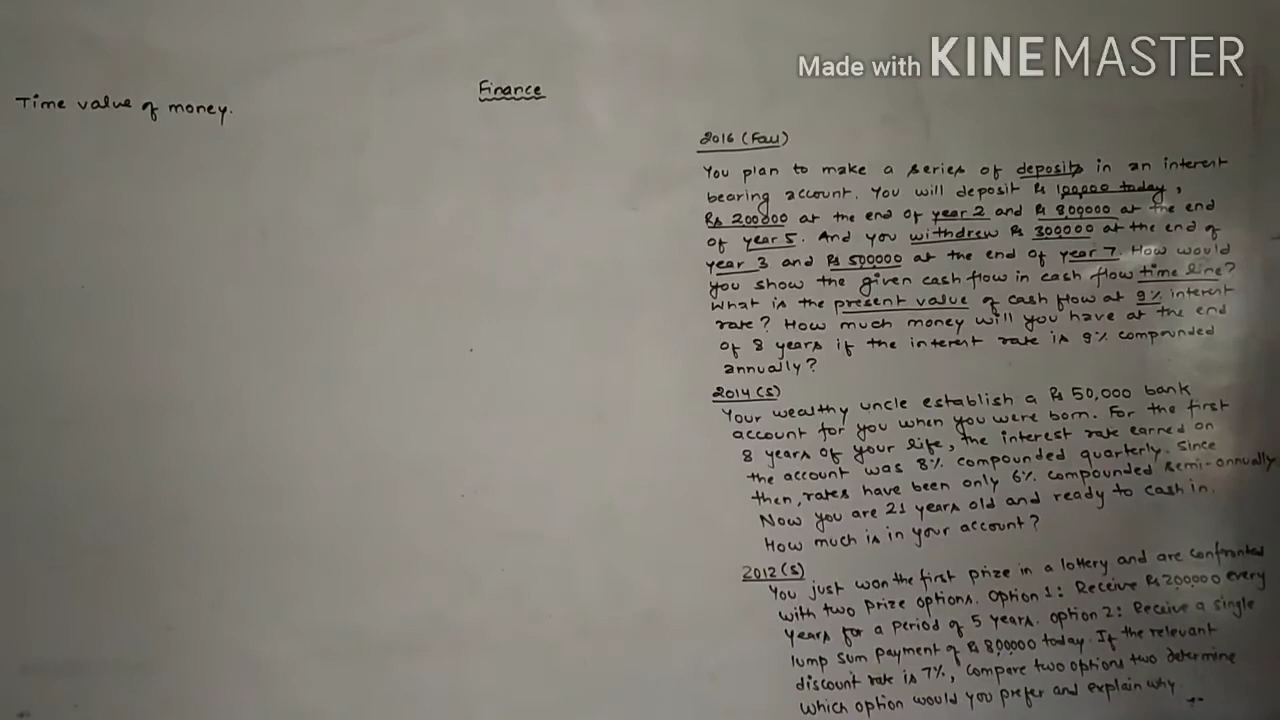 Made with KINEMASTER
Finance
Time value of money.
2016 (Fall)
You plan to make a series of deposits in an interest
bearing account. You will deposit Rs 100,000 today,
Rs 200000 at the end of year 2 and Rs 800000 at the end
of year 5. And you withdrew Rs 300000 at the end of
year 3 and Rs 500000 at the end of year 7. How would
you show the given cash flow in cash flow time line?
What is the present value of cash flow at 9% interest
rate? How much money will you have at the end
of 8 years if the interest rate is 9% compounded
annually?
2014 (S)
Your wealthy uncle establish a Rs 50,000 bank
account for you when you were born. For the first
8 years of your life, the interest rate earned on
the account was 8% compounded quarterly. Since
then, rates have been only 6% compounded semi-annually
Now you are 21 years old and ready to cash in.
How much is in your account?
2012 (S)
You just won the first prize in a lottery and are confronted
with two prize options. Option 1: Receive Rs 200,000 every
years for a period of 5 years. Option 2: Receive a single
lump sum payment of Rs 800000 today. If the relevant
discount rate is 7%, compare two options two determine
which option would you prefer and explain why.